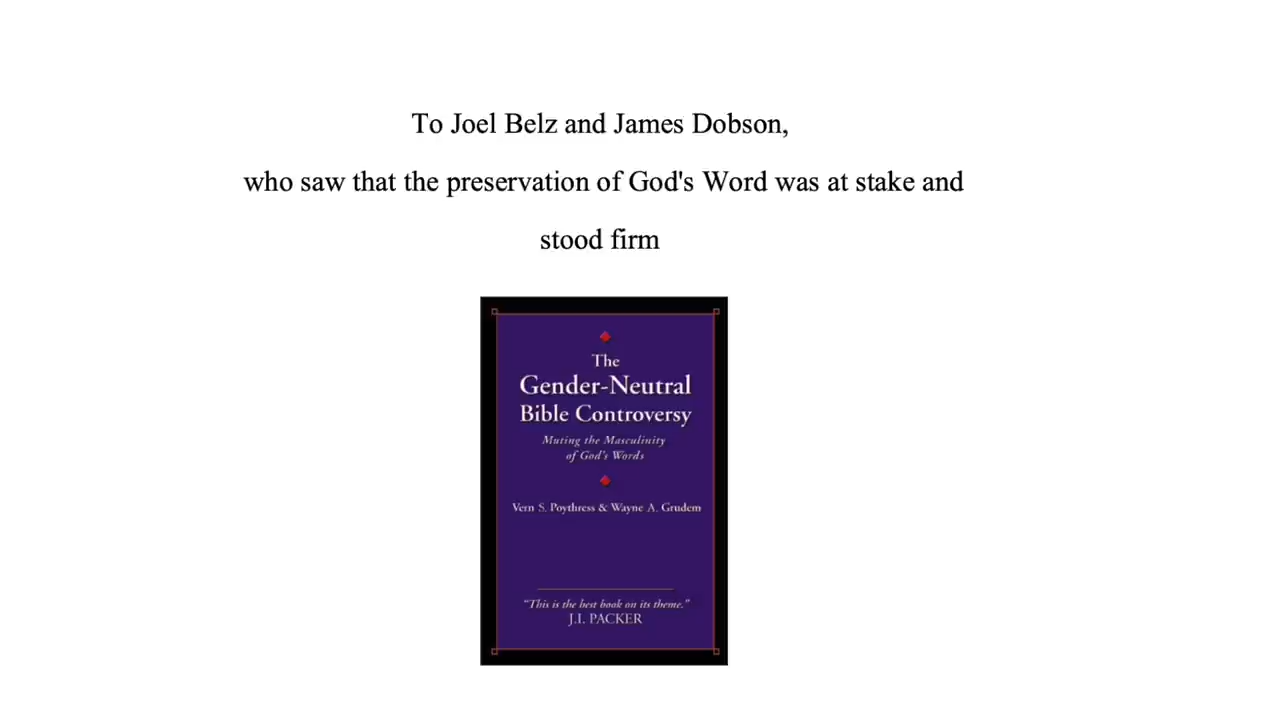 To Joel Belz and James Dobson,
who saw that the preservation of God's Word was at stake and
stood firm
The
Gender-Neutral
Bible Controversy
Muting the Masculinity
of God's Words
Vern S. Poythress & Wayne A. Grudem
“This is the best book on its theme.”
J.I. PACKER